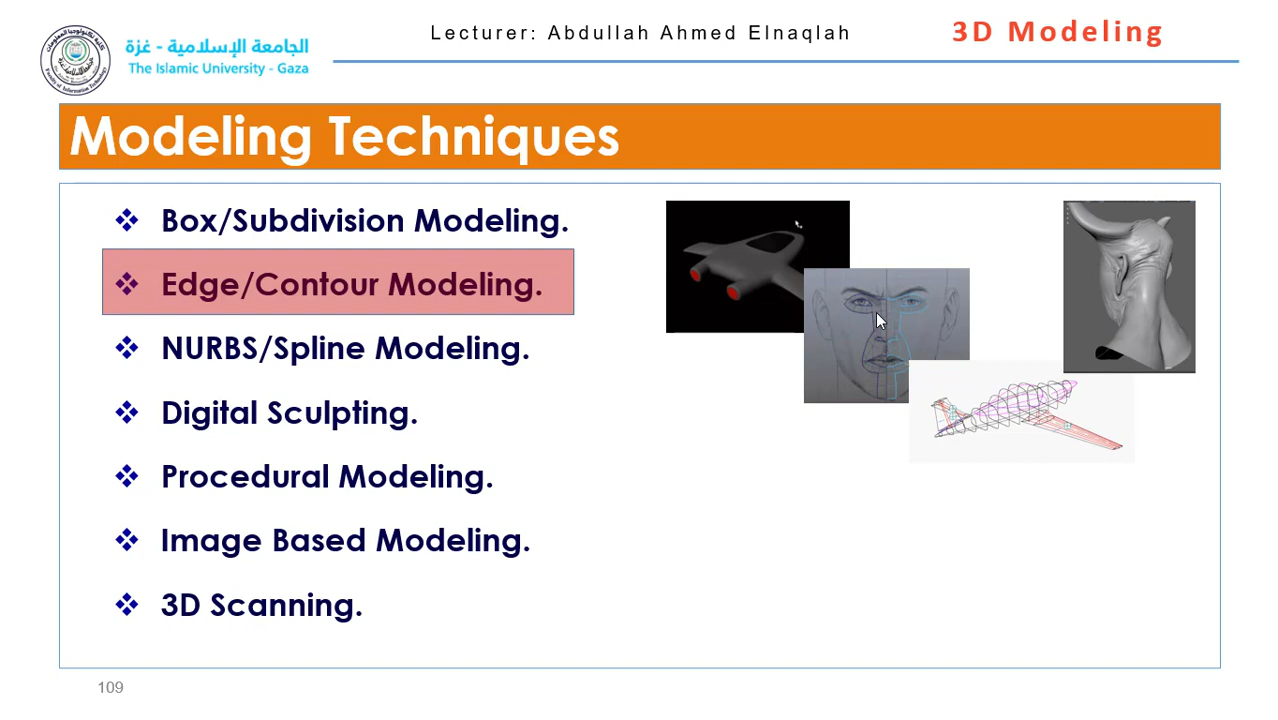 الجامعة الإسلامية - غزة
The Islamic University - Gaza
Lecturer: Abdullah Ahmed Elnaqlah
3D Modeling
Modeling Techniques
❖ Box/Subdivision Modeling.
❖ Edge/Contour Modeling.
❖ NURBS/Spline Modeling.
❖ Digital Sculpting.
❖ Procedural Modeling.
❖ Image Based Modeling.
❖ 3D Scanning.
109